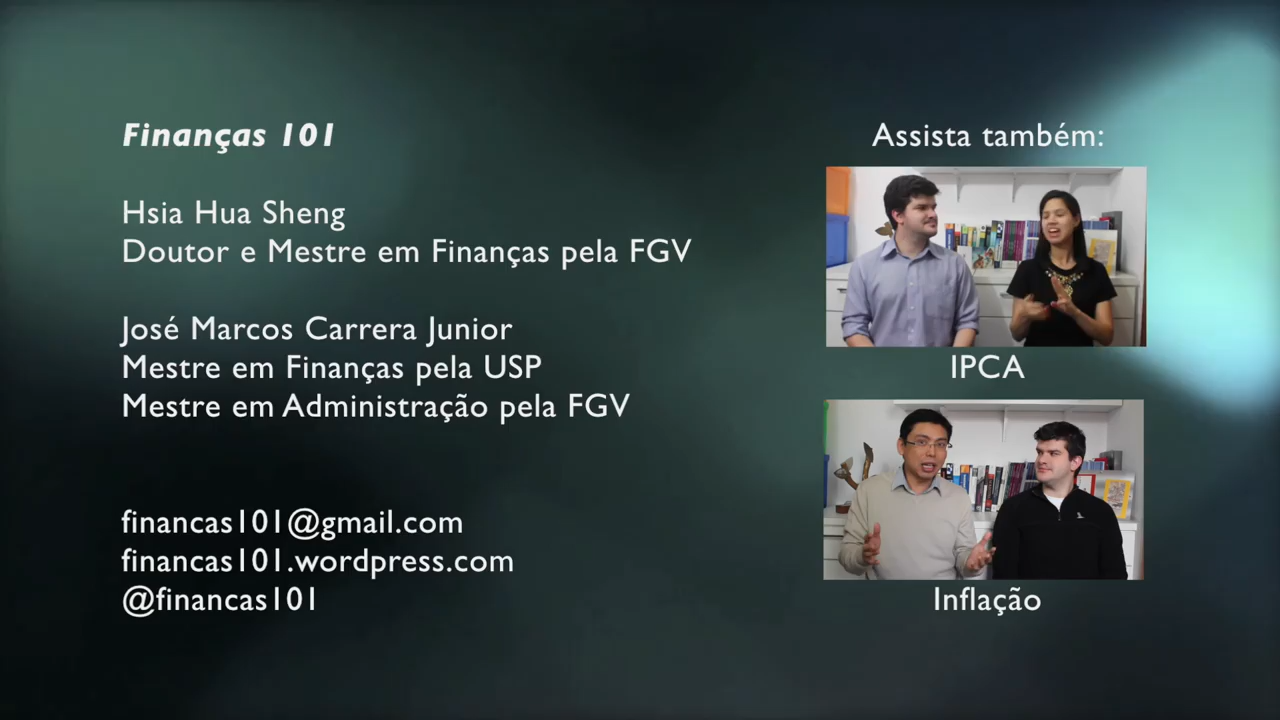 Finanças 101
Hsia Hua Sheng
Doutor e Mestre em Finanças pela FGV
José Marcos Carrera Junior
Mestre em Finanças pela USP
Mestre em Administração pela FGV
financas101@gmail.com
financas101.wordpress.com
@financas101
Assista também:
IPCA
Inflação